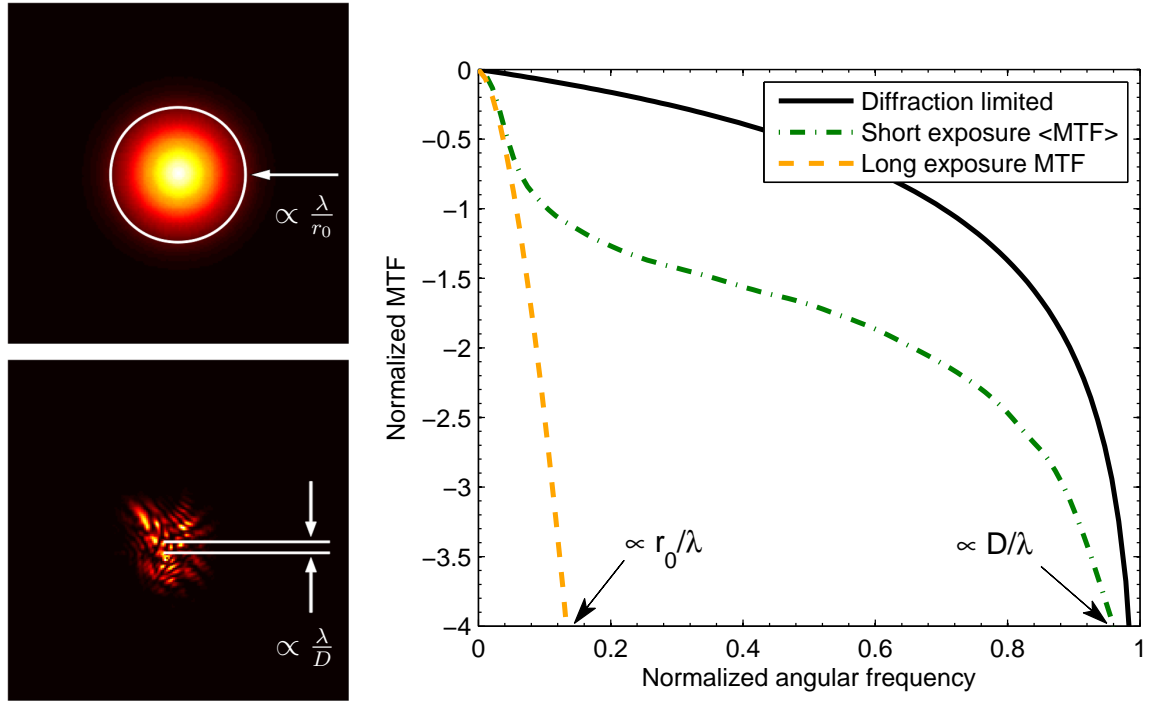 ∝ λ/r₀
∝ λ/D
Normalized MTF
0
−0.5
−1
−1.5
−2
−2.5
−3
−3.5
−4
Diffraction limited
Short exposure <MTF>
Long exposure MTF
∝ r₀/λ
∝ D/λ
0 0.2 0.4 0.6 0.8 1
Normalized angular frequency